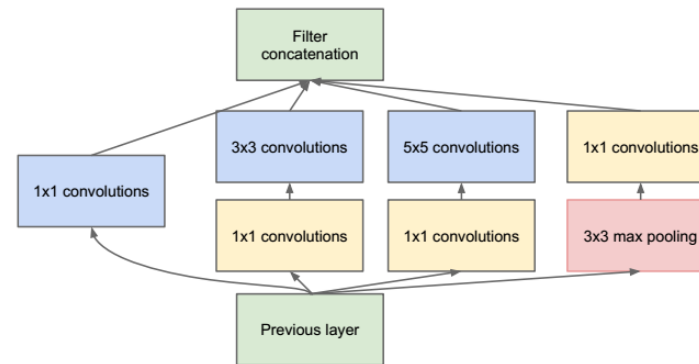 Filter
concatenation
3x3 convolutions
5x5 convolutions
1x1 convolutions
1x1 convolutions
1x1 convolutions
1x1 convolutions
3x3 max pooling
Previous layer